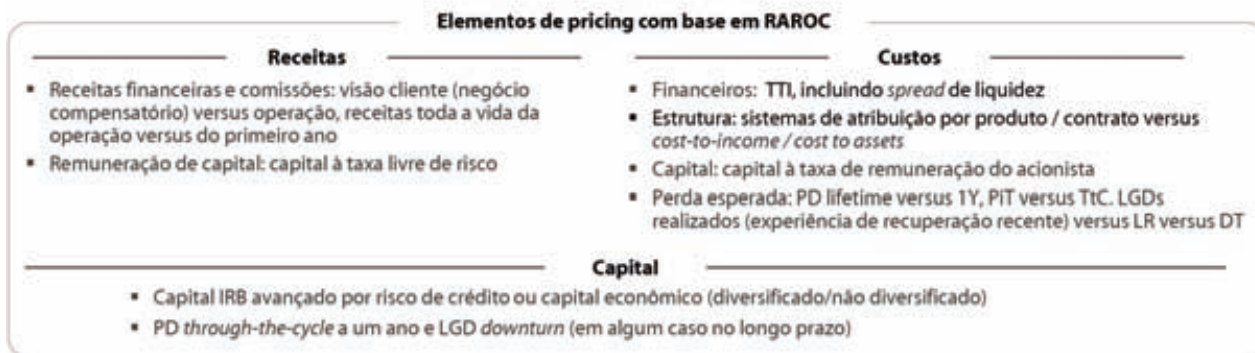 Elementos de pricing com base em RAROC
Receitas
▪ Receitas financeiras e comissões: visão cliente (negócio
compensatório) versus operação, receitas toda a vida da
operação versus do primeiro ano
▪ Remuneração de capital: capital à taxa livre de risco
Custos
▪ Financeiros: TTI, incluindo spread de liquidez
▪ Estrutura: sistemas de atribuição por produto / contrato versus
cost-to-income / cost to assets
▪ Capital: capital à taxa de remuneração do acionista
▪ Perda esperada: PD lifetime versus 1Y, PiT versus TtC. LGDs
realizados (experiência de recuperação recente) versus LR versus DT
Capital
▪ Capital IRB avançado por risco de crédito ou capital econômico (diversificado/não diversificado)
▪ PD through-the-cycle a um ano e LGD downturn (em algum caso no longo prazo)